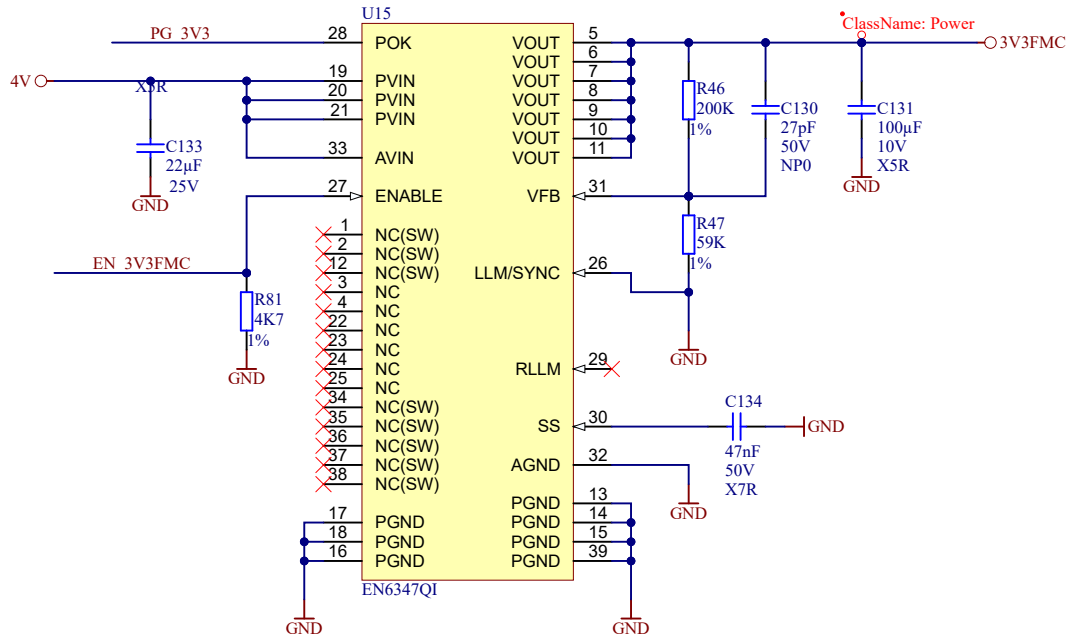 U15
ClassName: Power
PG_3V3 28 POK VOUT 5 3V3FMC
VOUT 6
4V 19 PVIN VOUT 7
X5R 20 PVIN VOUT 8
21 PVIN VOUT 9
VOUT 10
33 AVIN VOUT 11
R46
200K
1%
C130
27pF
50V
NP0
C131
100µF
10V
X5R
GND
C133
22µF
25V
GND
27 ENABLE VFB 31
1 NC(SW)
2 NC(SW)
12 NC(SW) LLM/SYNC 26
3 NC
4 NC
22 NC
23 NC
24 NC RLLM 29
25 NC
34 NC(SW)
35 NC(SW) SS 30
36 NC(SW)
37 NC(SW) AGND 32
38 NC(SW)
PGND 13
17 PGND PGND 14
18 PGND PGND 15
16 PGND PGND 39
R47
59K
1%
GND
EN_3V3FMC
R81
4K7
1%
GND
C134
47nF
50V
X7R
GND
GND
EN6347QI
GND
GND